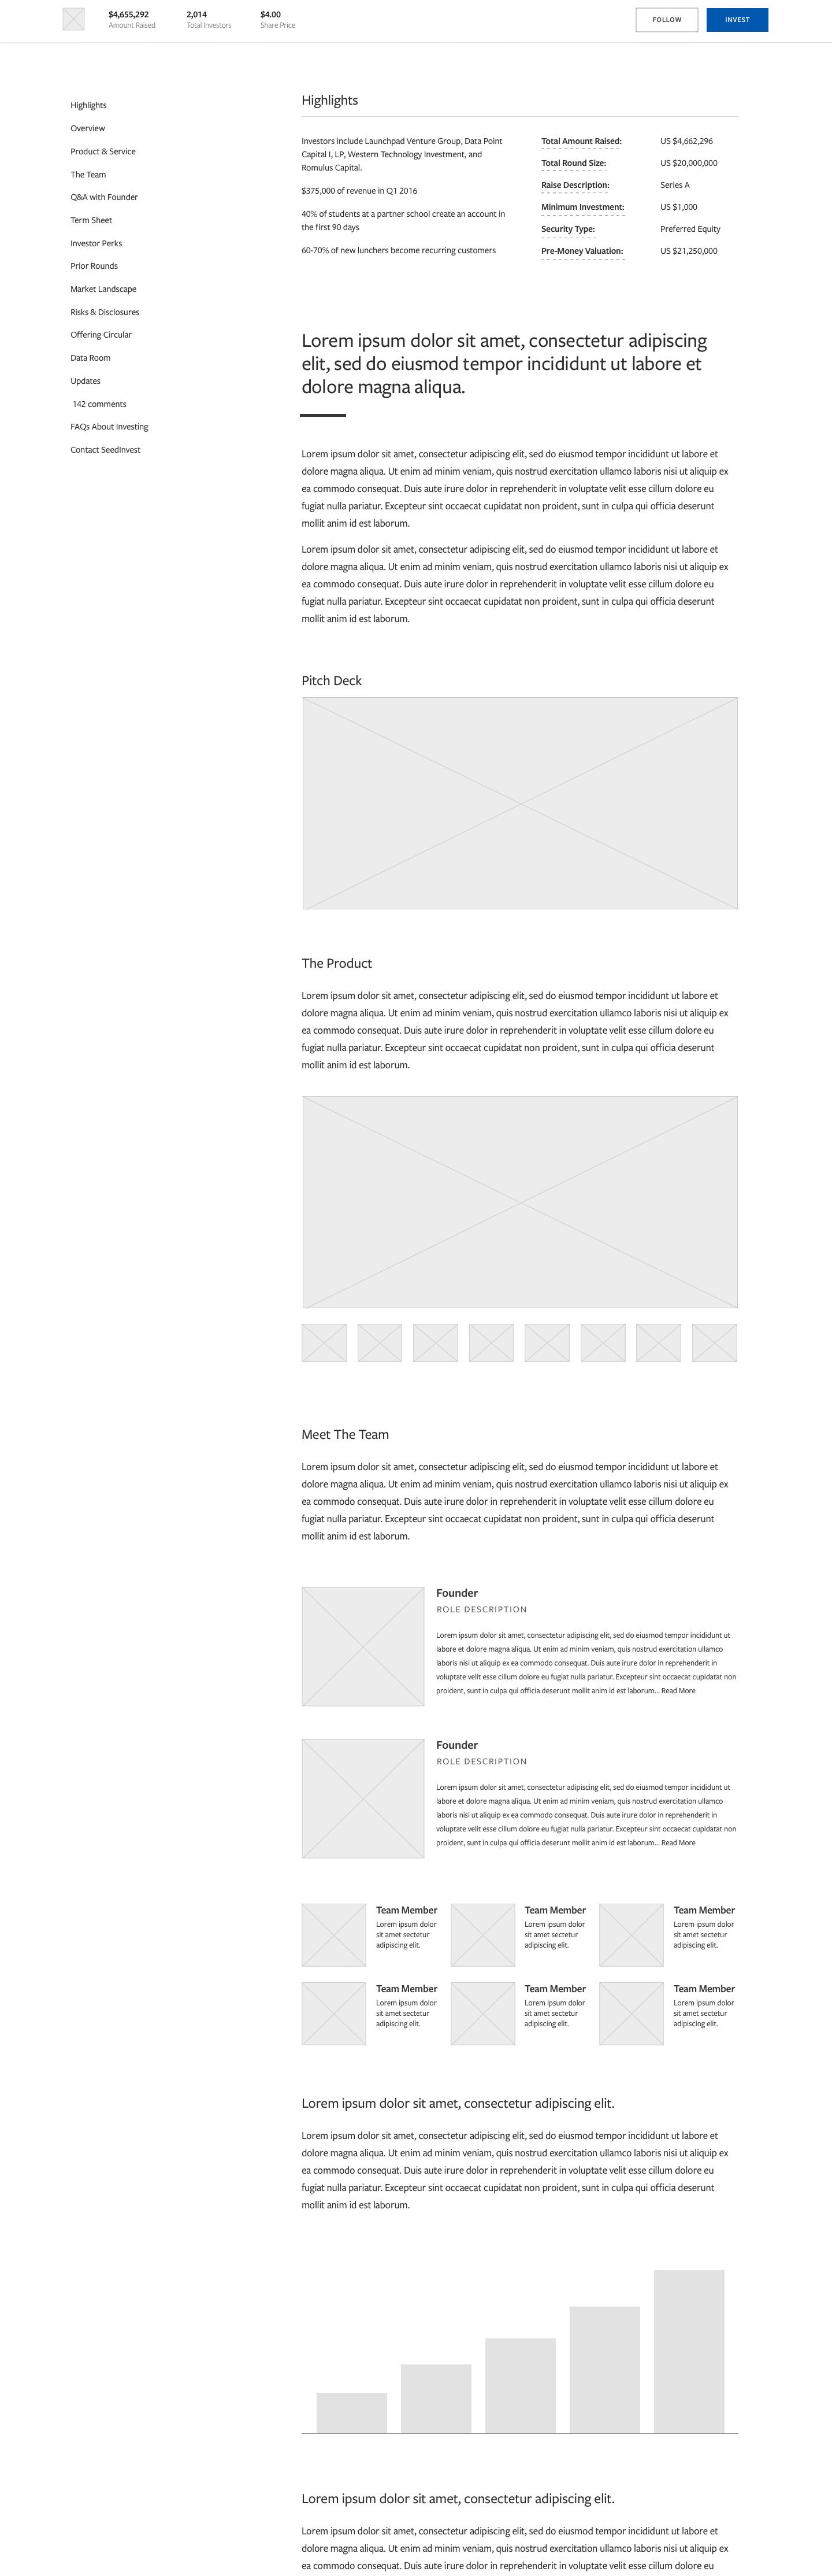 $4,655,292
Amount Raised
2,014
Total Investors
$4.00
Share Price
FOLLOW
INVEST
Highlights
Overview
Product & Service
The Team
Q&A with Founder
Term Sheet
Investor Perks
Prior Rounds
Market Landscape
Risks & Disclosures
Offering Circular
Data Room
Updates
142 comments
FAQs About Investing
Contact SeedInvest
Highlights
Investors include Launchpad Venture Group, Data Point
Capital I, LP, Western Technology Investment, and
Romulus Capital.
$375,000 of revenue in Q1 2016
40% of students at a partner school create an account in
the first 90 days
60-70% of new lunchers become recurring customers
Total Amount Raised: US $4,662,296
Total Round Size: US $20,000,000
Raise Description: Series A
Minimum Investment: US $1,000
Security Type: Preferred Equity
Pre-Money Valuation: US $21,250,000
Lorem ipsum dolor sit amet, consectetur adipiscing
elit, sed do eiusmod tempor incididunt ut labore et
dolore magna aliqua.
Lorem ipsum dolor sit amet, consectetur adipiscing elit, sed do eiusmod tempor incididunt ut labore et
dolore magna aliqua. Ut enim ad minim veniam, quis nostrud exercitation ullamco laboris nisi ut aliquip ex
ea commodo consequat. Duis aute irure dolor in reprehenderit in voluptate velit esse cillum dolore eu
fugiat nulla pariatur. Excepteur sint occaecat cupidatat non proident, sunt in culpa qui officia deserunt
mollit anim id est laborum.
Lorem ipsum dolor sit amet, consectetur adipiscing elit, sed do eiusmod tempor incididunt ut labore et
dolore magna aliqua. Ut enim ad minim veniam, quis nostrud exercitation ullamco laboris nisi ut aliquip ex
ea commodo consequat. Duis aute irure dolor in reprehenderit in voluptate velit esse cillum dolore eu
fugiat nulla pariatur. Excepteur sint occaecat cupidatat non proident, sunt in culpa qui officia deserunt
mollit anim id est laborum.
Pitch Deck
The Product
Lorem ipsum dolor sit amet, consectetur adipiscing elit, sed do eiusmod tempor incididunt ut labore et
dolore magna aliqua. Ut enim ad minim veniam, quis nostrud exercitation ullamco laboris nisi ut aliquip ex
ea commodo consequat. Duis aute irure dolor in reprehenderit in voluptate velit esse cillum dolore eu
fugiat nulla pariatur. Excepteur sint occaecat cupidatat non proident, sunt in culpa qui officia deserunt
mollit anim id est laborum.
Meet The Team
Lorem ipsum dolor sit amet, consectetur adipiscing elit, sed do eiusmod tempor incididunt ut labore et
dolore magna aliqua. Ut enim ad minim veniam, quis nostrud exercitation ullamco laboris nisi ut aliquip ex
ea commodo consequat. Duis aute irure dolor in reprehenderit in voluptate velit esse cillum dolore eu
fugiat nulla pariatur. Excepteur sint occaecat cupidatat non proident, sunt in culpa qui officia deserunt
mollit anim id est laborum.
Founder
ROLE DESCRIPTION
Lorem ipsum dolor sit amet, consectetur adipiscing elit, sed do eiusmod tempor incididunt ut
labore et dolore magna aliqua. Ut enim ad minim veniam, quis nostrud exercitation ullamco
laboris nisi ut aliquip ex ea commodo consequat. Duis aute irure dolor in reprehenderit in
voluptate velit esse cillum dolore eu fugiat nulla pariatur. Excepteur sint occaecat cupidatat non
proident, sunt in culpa qui officia deserunt mollit anim id est laborum... Read More
Founder
ROLE DESCRIPTION
Lorem ipsum dolor sit amet, consectetur adipiscing elit, sed do eiusmod tempor incididunt ut
labore et dolore magna aliqua. Ut enim ad minim veniam, quis nostrud exercitation ullamco
laboris nisi ut aliquip ex ea commodo consequat. Duis aute irure dolor in reprehenderit in
voluptate velit esse cillum dolore eu fugiat nulla pariatur. Excepteur sint occaecat cupidatat non
proident, sunt in culpa qui officia deserunt mollit anim id est laborum... Read More
Team Member
Lorem ipsum dolor
sit amet sectetur
adipiscing elit.
Team Member
Lorem ipsum dolor
sit amet sectetur
adipiscing elit.
Team Member
Lorem ipsum dolor
sit amet sectetur
adipiscing elit.
Team Member
Lorem ipsum dolor
sit amet sectetur
adipiscing elit.
Team Member
Lorem ipsum dolor
sit amet sectetur
adipiscing elit.
Team Member
Lorem ipsum dolor
sit amet sectetur
adipiscing elit.
Lorem ipsum dolor sit amet, consectetur adipiscing elit.
Lorem ipsum dolor sit amet, consectetur adipiscing elit, sed do eiusmod tempor incididunt ut labore et
dolore magna aliqua. Ut enim ad minim veniam, quis nostrud exercitation ullamco laboris nisi ut aliquip ex
ea commodo consequat. Duis aute irure dolor in reprehenderit in voluptate velit esse cillum dolore eu
fugiat nulla pariatur. Excepteur sint occaecat cupidatat non proident, sunt in culpa qui officia deserunt
mollit anim id est laborum.
Lorem ipsum dolor sit amet, consectetur adipiscing elit.
Lorem ipsum dolor sit amet, consectetur adipiscing elit, sed do eiusmod tempor incididunt ut labore et
dolore magna aliqua. Ut enim ad minim veniam, quis nostrud exercitation ullamco laboris nisi ut aliquip ex
ea commodo consequat. Duis aute irure dolor in reprehenderit in voluptate velit esse cillum dolore eu